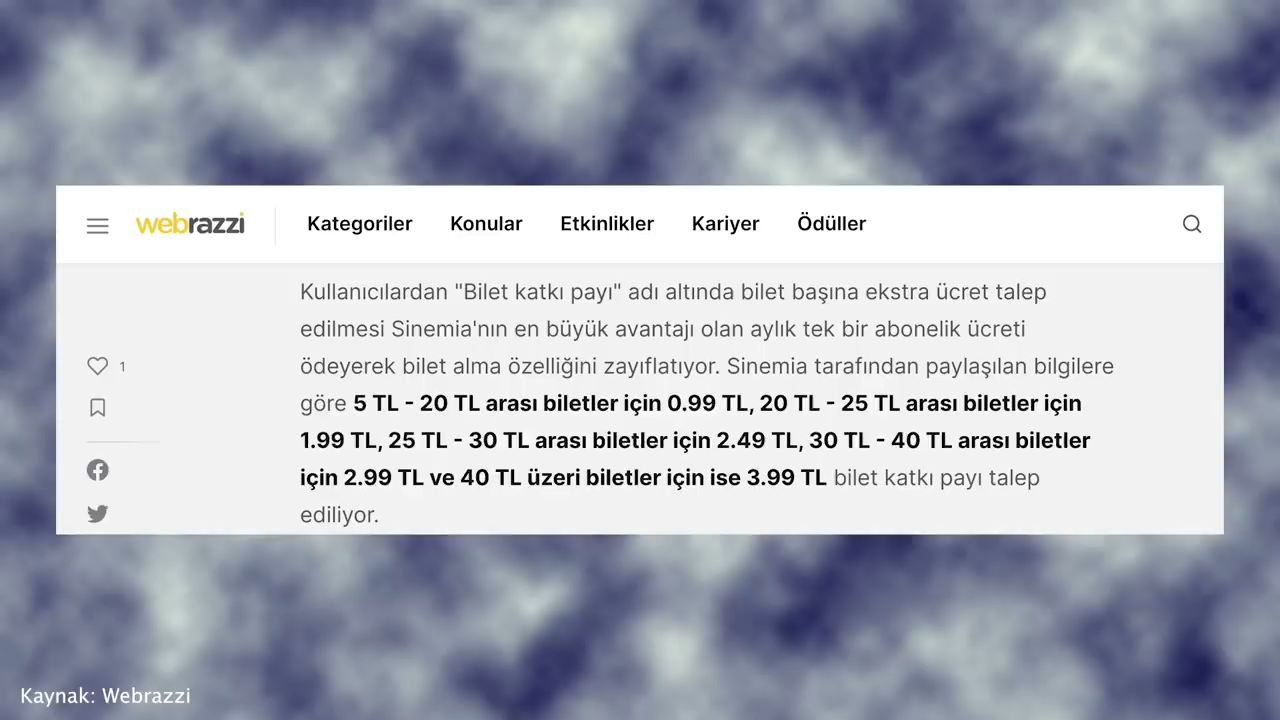 webrazzi
Kategoriler
Konular
Etkinlikler
Kariyer
Ödüller
Kullanıcılardan "Bilet katkı payı" adı altında bilet başına ekstra ücret talep
edilmesi Sinemia'nın en büyük avantajı olan aylık tek bir abonelik ücreti
ödeyerek bilet alma özelliğini zayıflatıyor. Sinemia tarafından paylaşılan bilgilere
göre 5 TL - 20 TL arası biletler için 0.99 TL, 20 TL - 25 TL arası biletler için
1.99 TL, 25 TL - 30 TL arası biletler için 2.49 TL, 30 TL - 40 TL arası biletler
için 2.99 TL ve 40 TL üzeri biletler için ise 3.99 TL bilet katkı payı talep
ediliyor.
1
Kaynak: Webrazzi